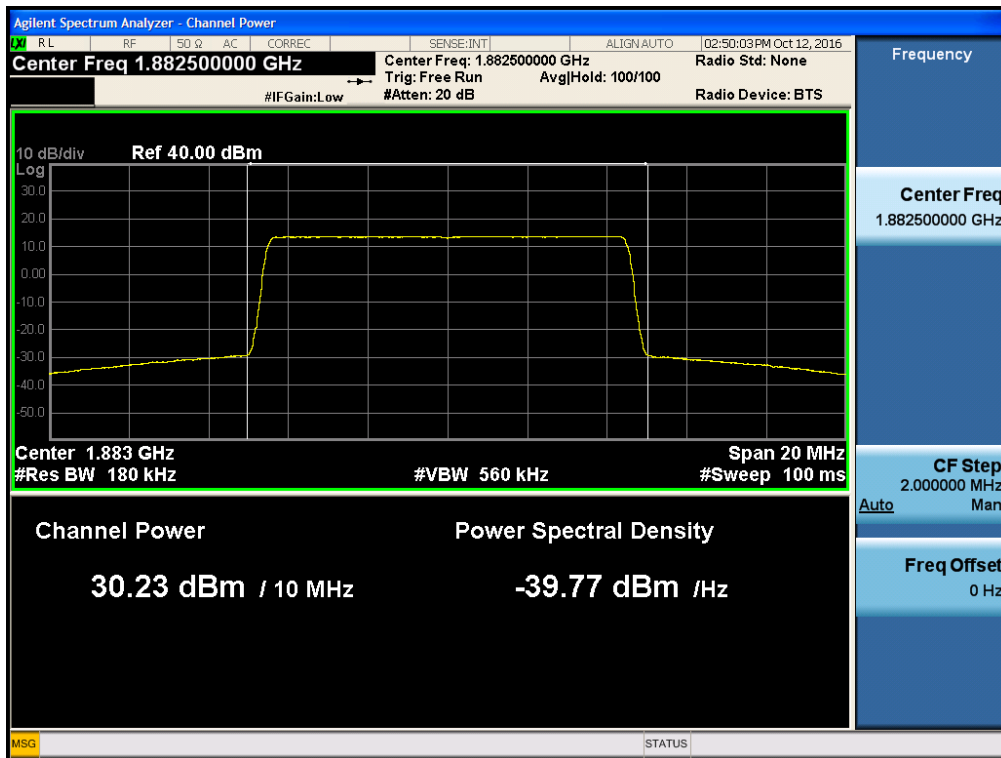 Agilent Spectrum Analyzer - Channel Power
LXI RL RF 50 Ω AC CORREC SENSE:INT ALIGN AUTO 02:50:03 PM Oct 12, 2016
Center Freq 1.882500000 GHz
Center Freq: 1.882500000 GHz
Radio Std: None
Trig: Free Run Avg|Hold: 100/100
#IFGain:Low
#Atten: 20 dB
Radio Device: BTS
10 dB/div Ref 40.00 dBm
Log
30.0
20.0
10.0
0.00
-10.0
-20.0
-30.0
-40.0
-50.0
Center 1.883 GHz Span 20 MHz
#Res BW 180 kHz #VBW 560 kHz #Sweep 100 ms
Channel Power Power Spectral Density
30.23 dBm / 10 MHz -39.77 dBm /Hz
Frequency
Center Freq
1.882500000 GHz
CF Step
2.000000 MHz
Auto Man
Freq Offset
0 Hz
MSG STATUS